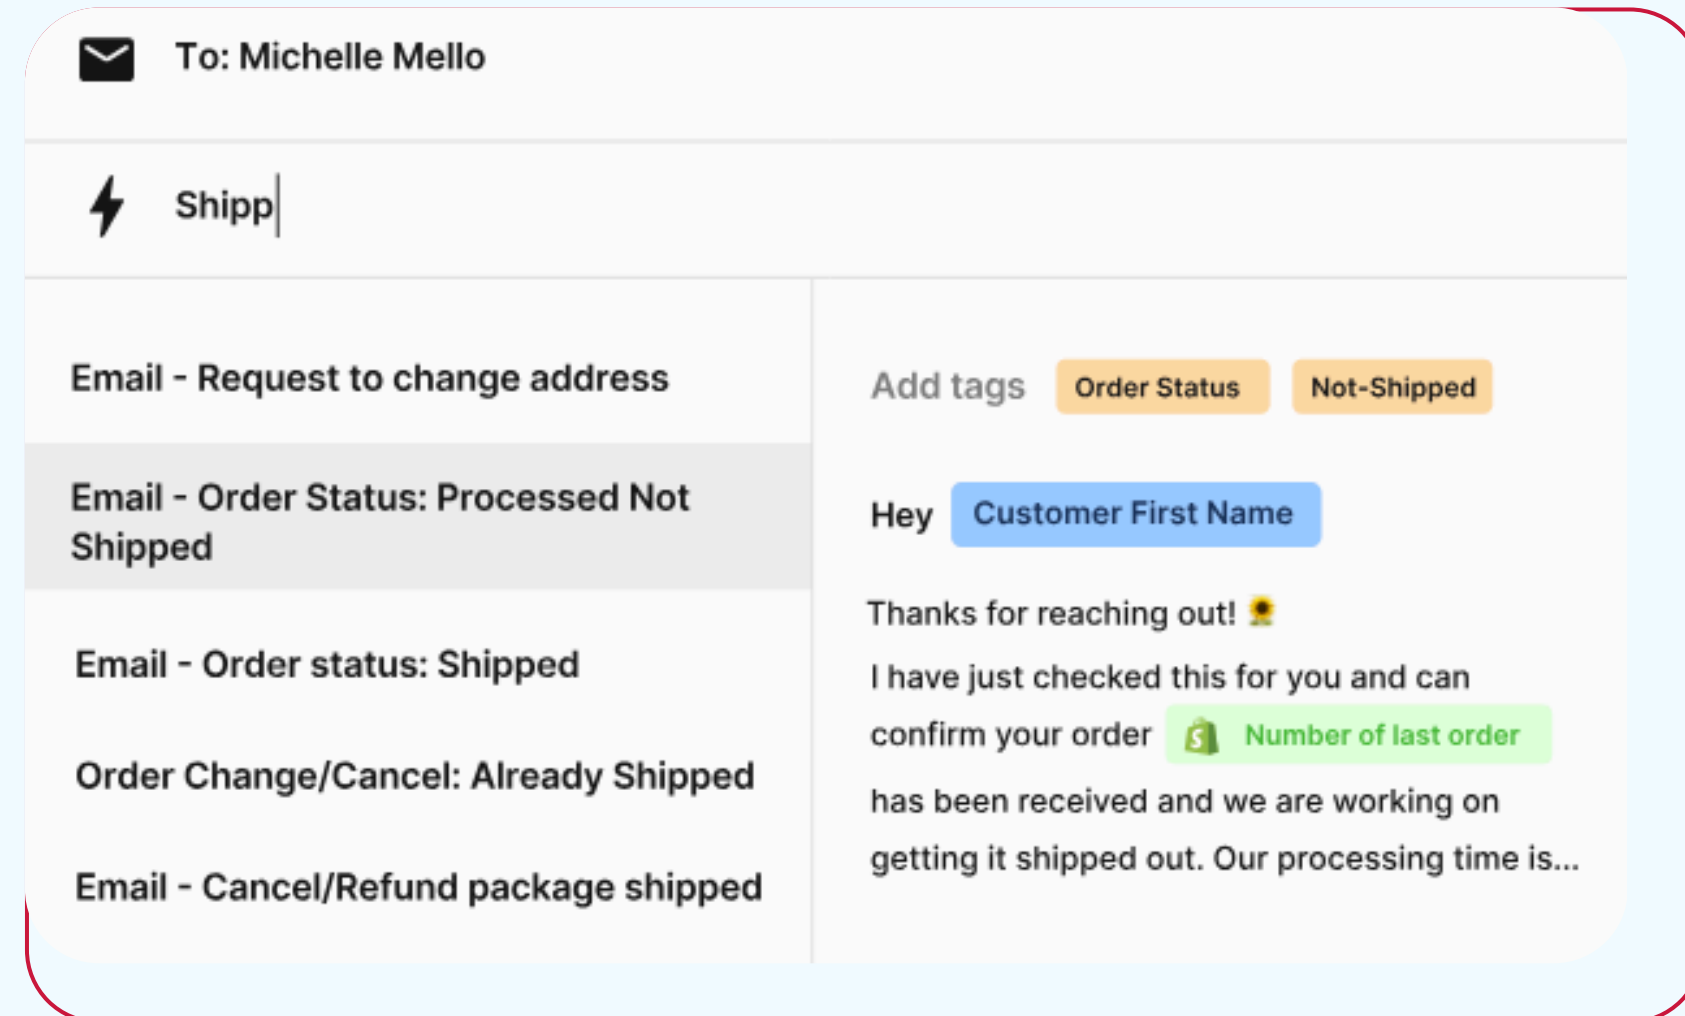 To: Michelle Mello
Shipp
Email - Request to change address
Email - Order Status: Processed Not
Shipped
Email - Order status: Shipped
Order Change/Cancel: Already Shipped
Email - Cancel/Refund package shipped
Add tags Order Status Not-Shipped
Hey Customer First Name
Thanks for reaching out! 🌻
I have just checked this for you and can
confirm your order Number of last order
has been received and we are working on
getting it shipped out. Our processing time is...